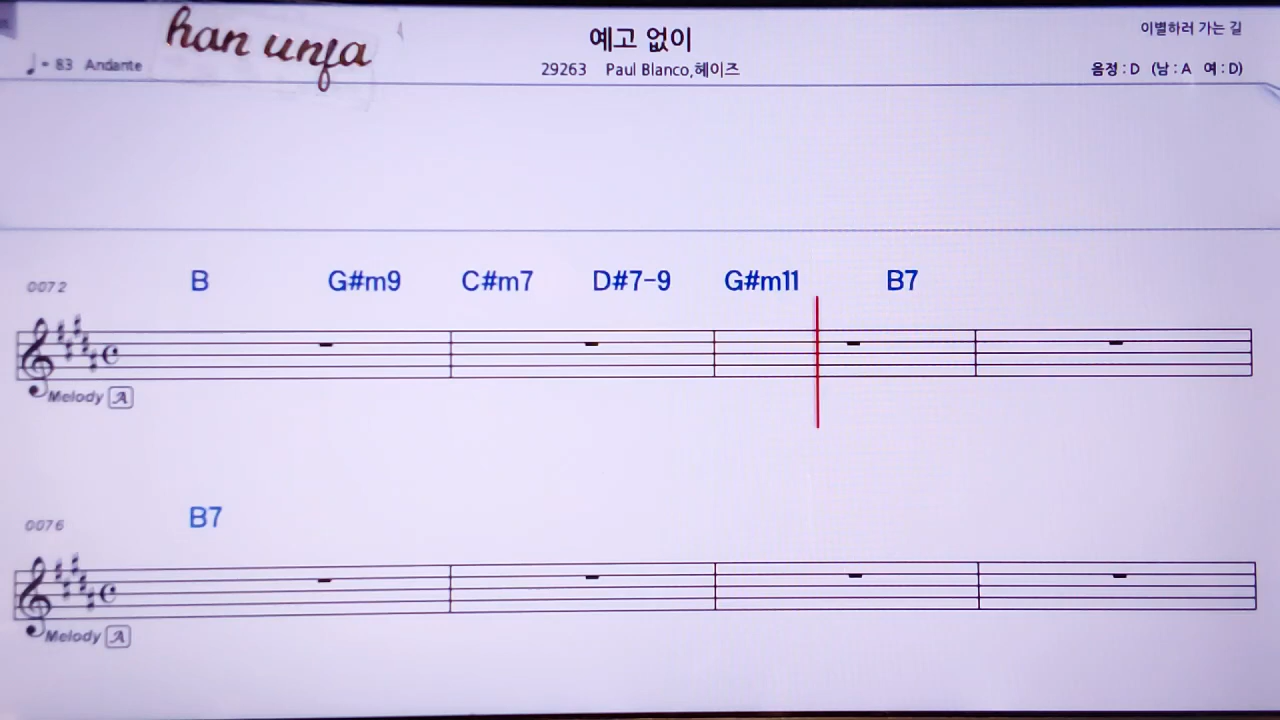 han unfa
예고 없이
이별하러 가는 길
♩= 83 Andante
29263 Paul Blanco,헤이즈
음정 : D (남 : A 여 : D)
0072 B G#m9 C#m7 D#7-9 G#m11 B7
Melody A
0076 B7
Melody A